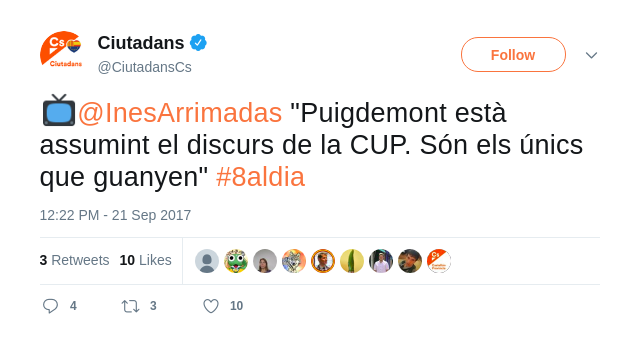 Cs
Ciutadans
Ciutadans
@CiutadansCs
Follow
@InesArrimadas "Puigdemont està
assumint el discurs de la CUP. Són els únics
que guanyen" #8aldia
12:22 PM - 21 Sep 2017
3 Retweets 10 Likes
4 3 10